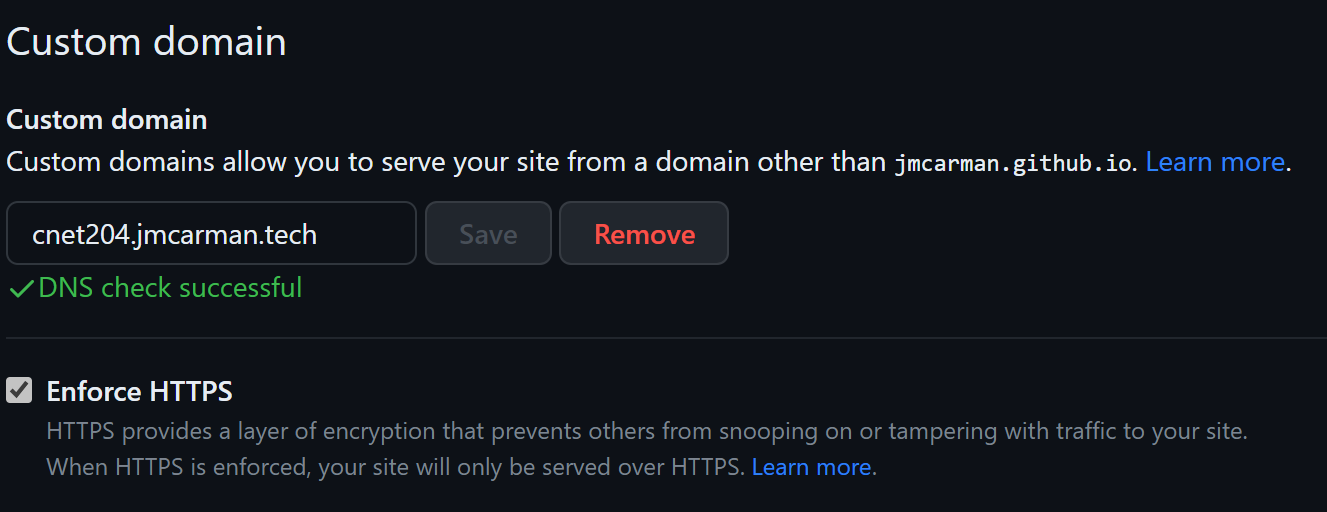 Custom domain
Custom domain
Custom domains allow you to serve your site from a domain other than jmcarman.github.io. Learn more.
cnet204.jmcarman.tech Save Remove
DNS check successful
Enforce HTTPS
HTTPS provides a layer of encryption that prevents others from snooping on or tampering with traffic to your site.
When HTTPS is enforced, your site will only be served over HTTPS. Learn more.